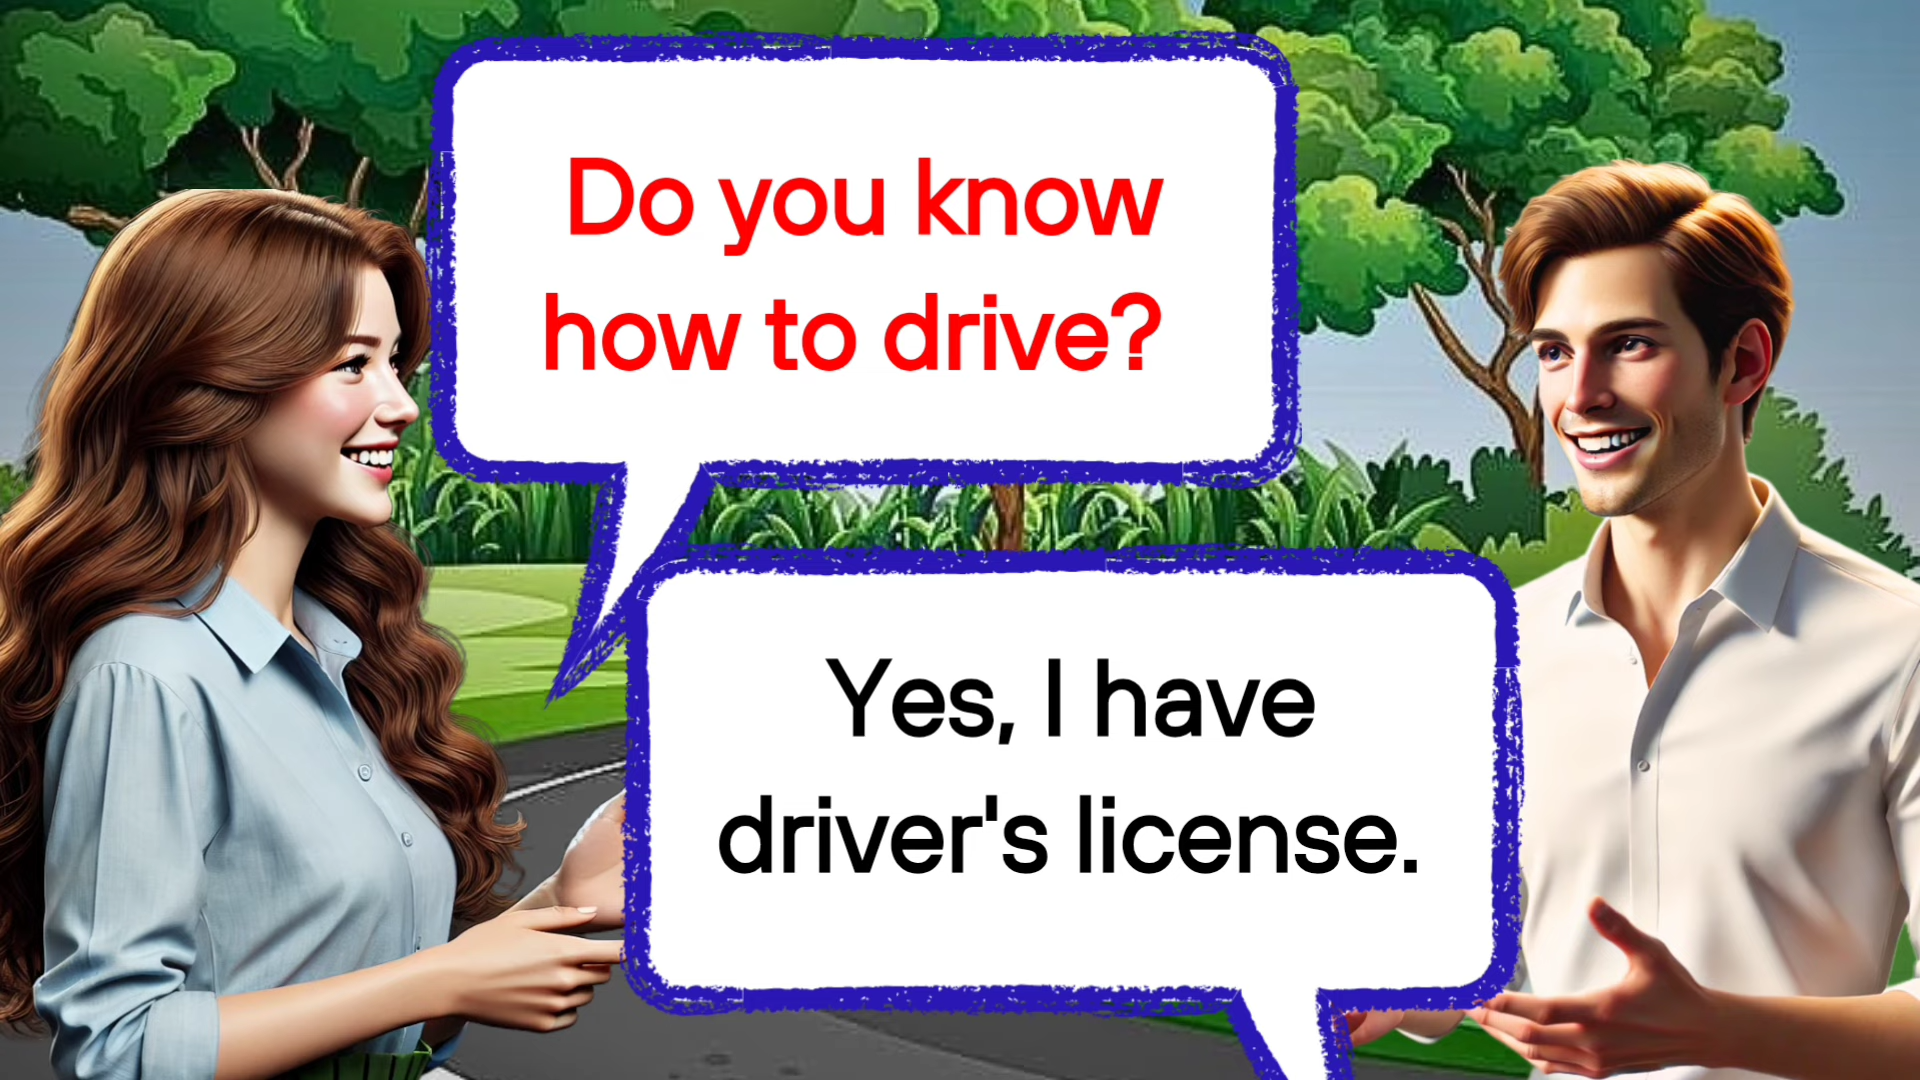 Do you know
how to drive?
Yes, I have
driver's license.